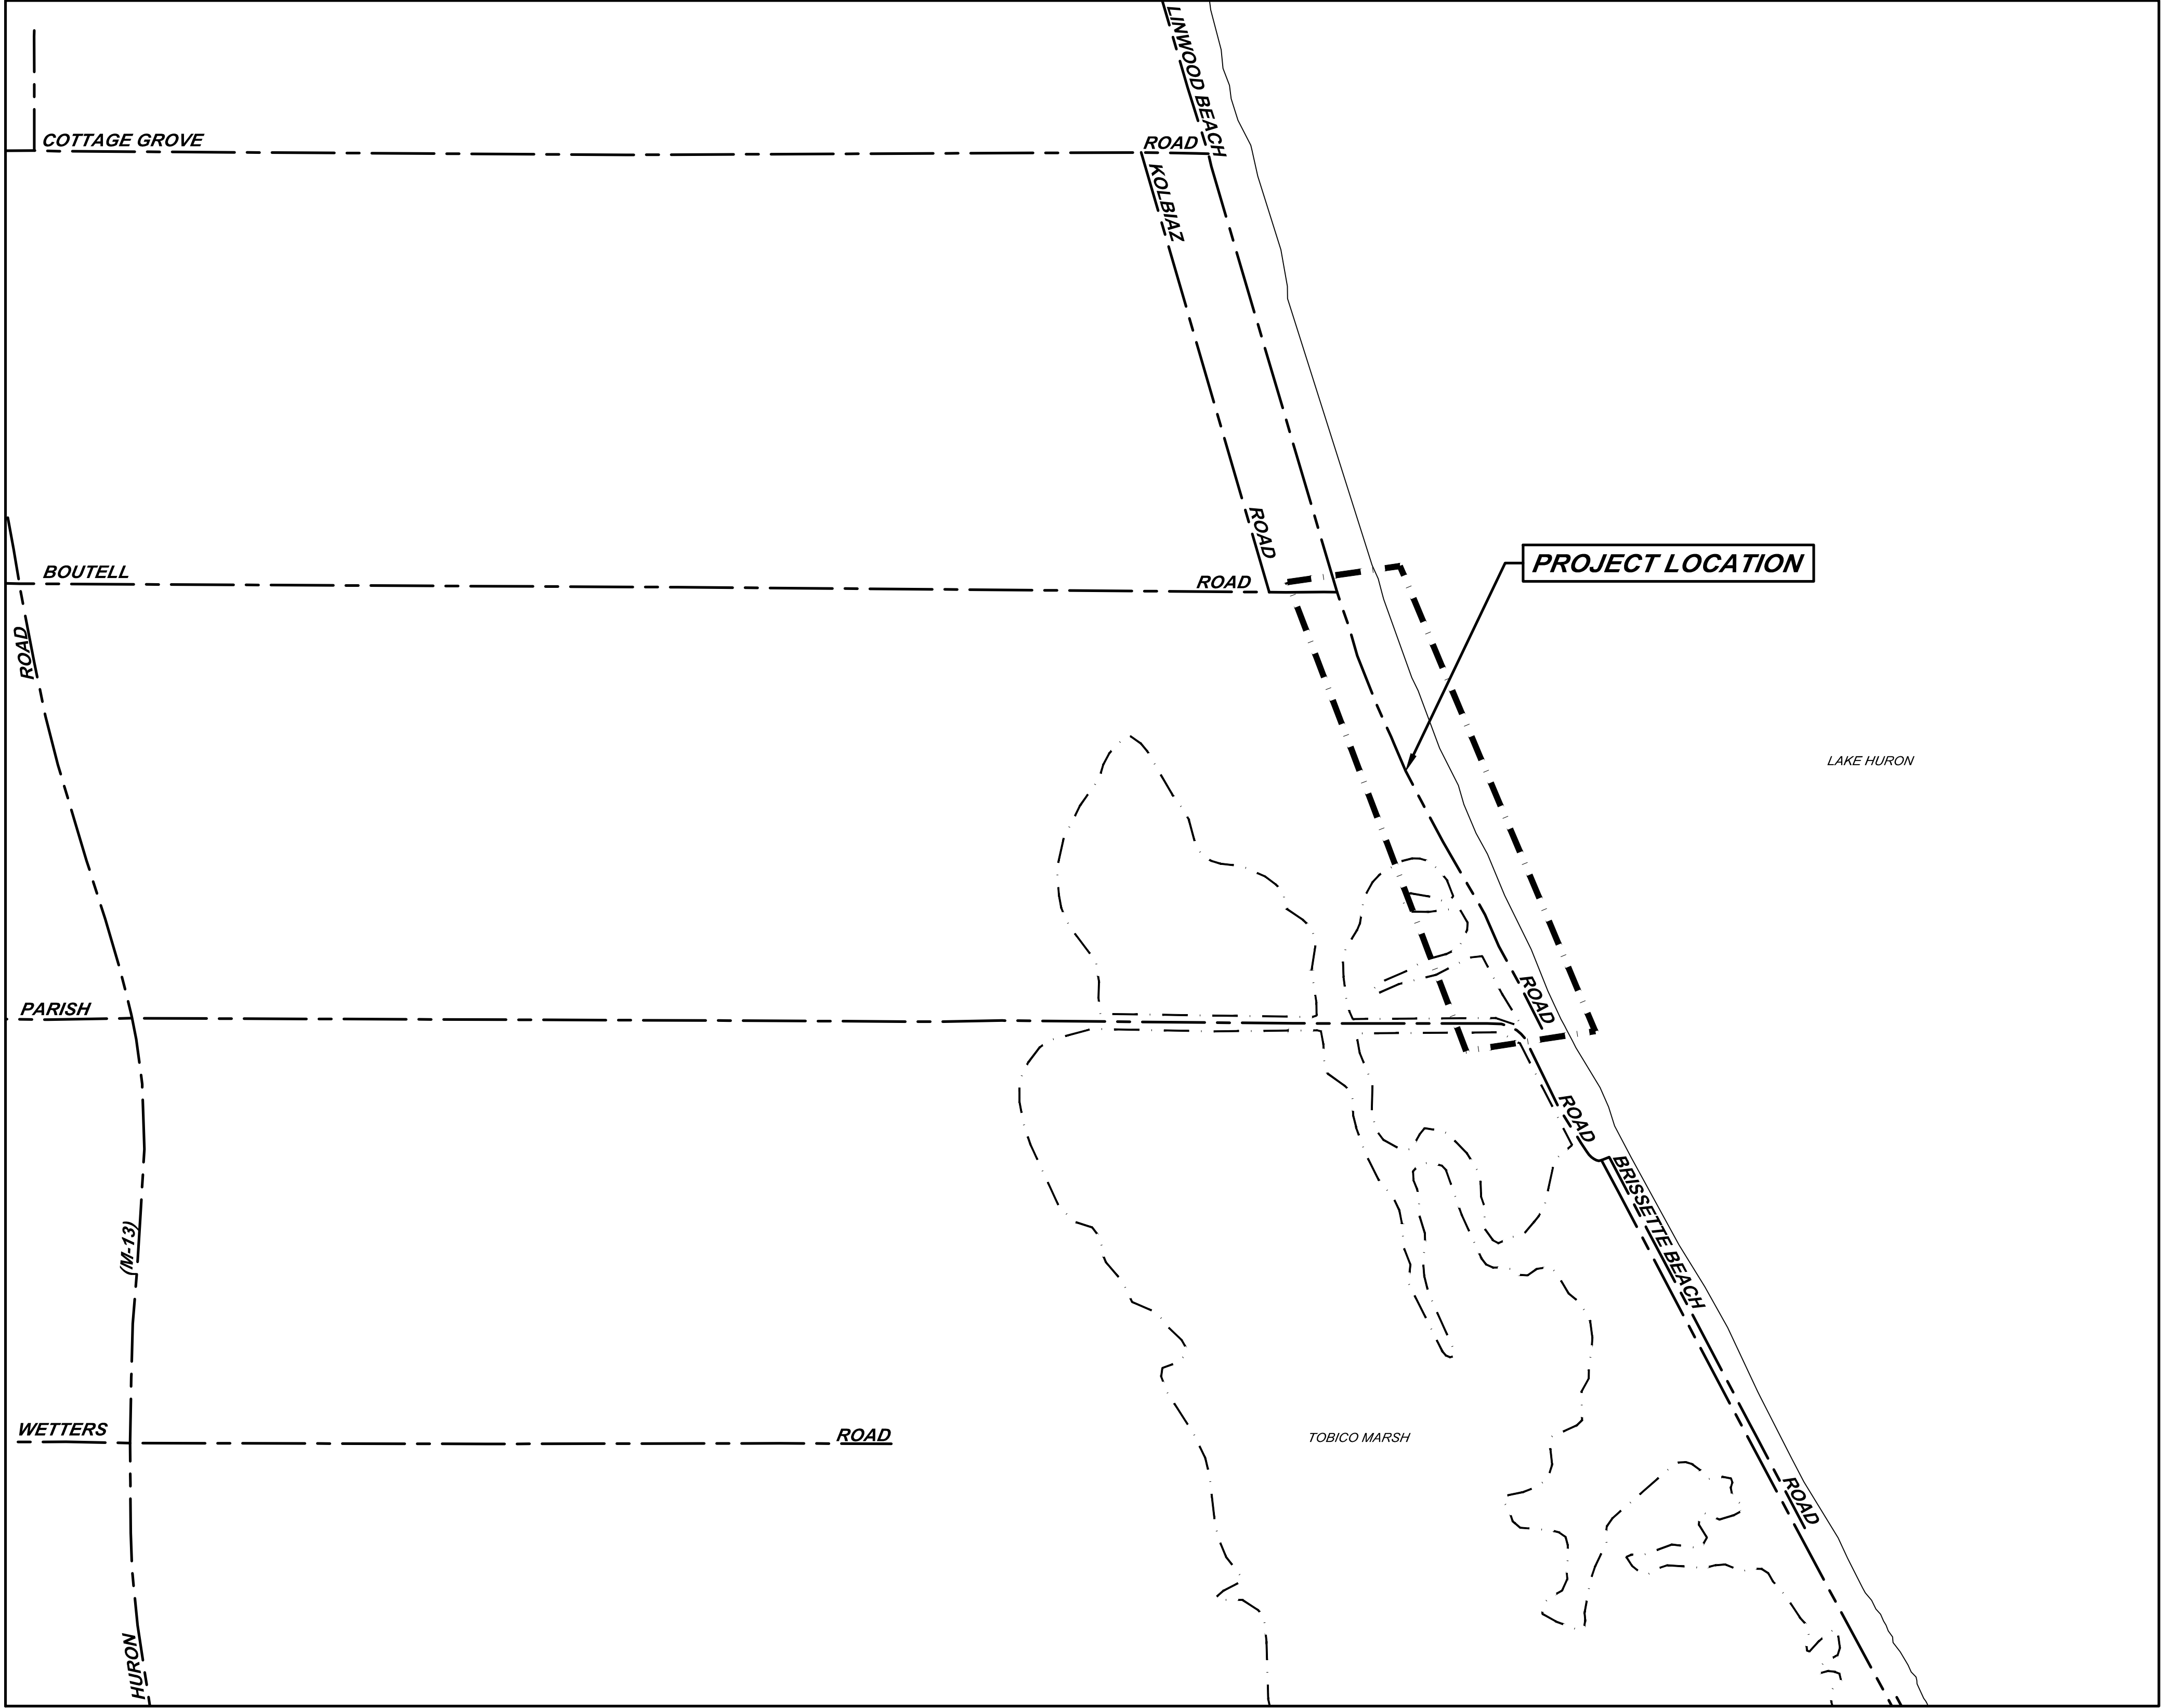 LINWOOD BEACH
COTTAGE GROVE
ROAD
KOLBIAZ
ROAD
PROJECT LOCATION
BOUTELL
ROAD
ROAD
LAKE HURON
PARISH
ROAD
ROAD
BRISSETTE BEACH
(M-13)
WETTERS
ROAD
TOBICO MARSH
ROAD
HURON